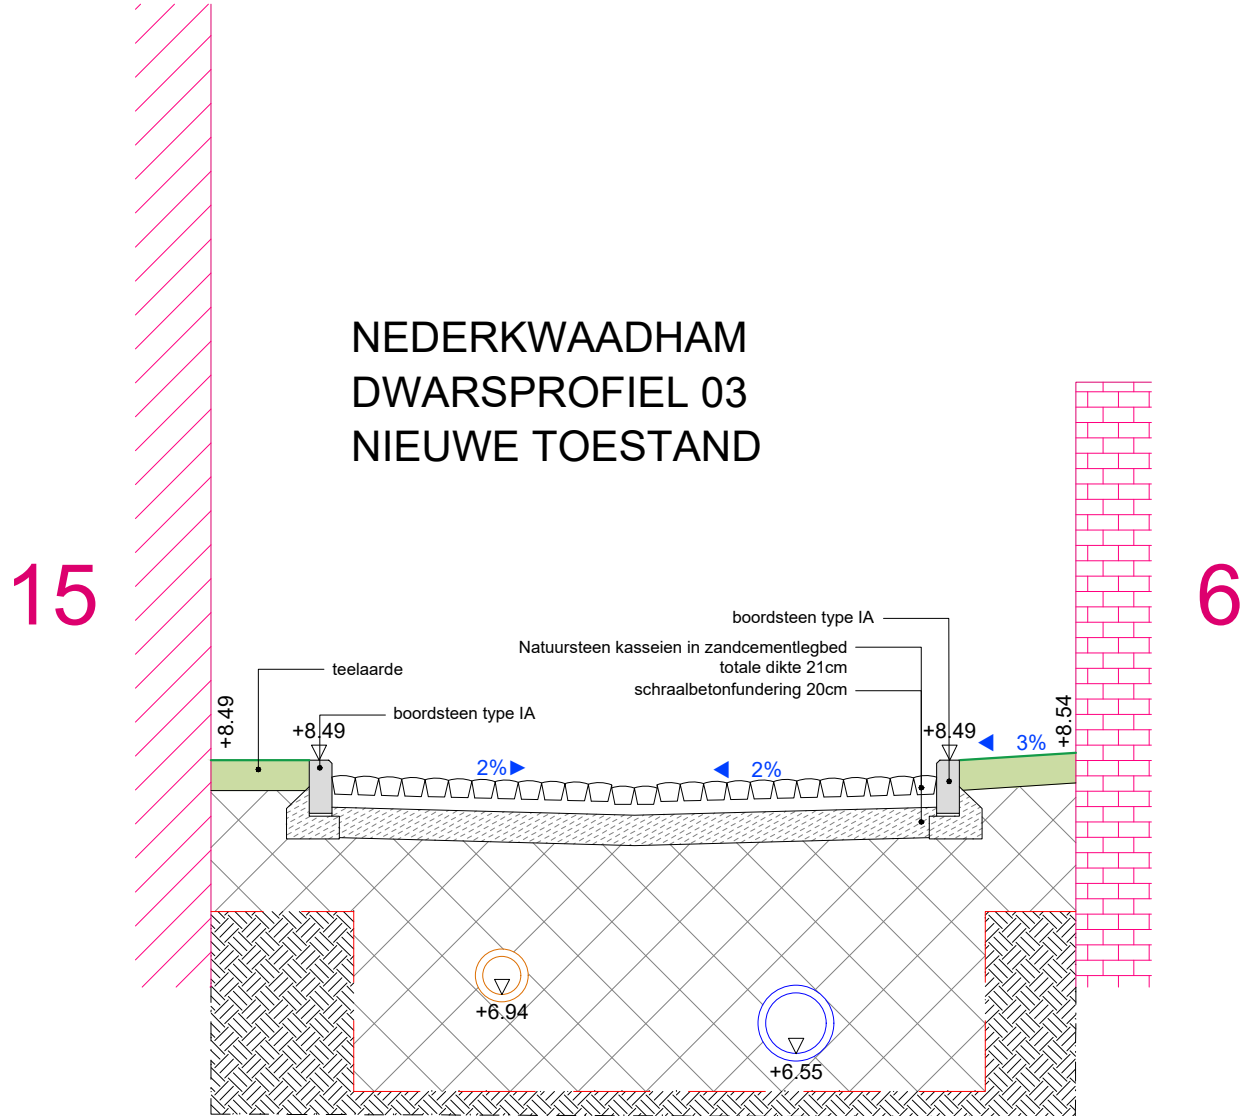 NEDERKWAADHAM
DWARSPROFIEL 03
NIEUWE TOESTAND
15
6
boordsteen type IA
Natuursteen kasseien in zandcementlegbed
totale dikte 21cm
schraalbetonfundering 20cm
teelaarde
boordsteen type IA
+8.49
+8.49
+8.49
+8.54
3%
2%
2%
+6.94
+6.55